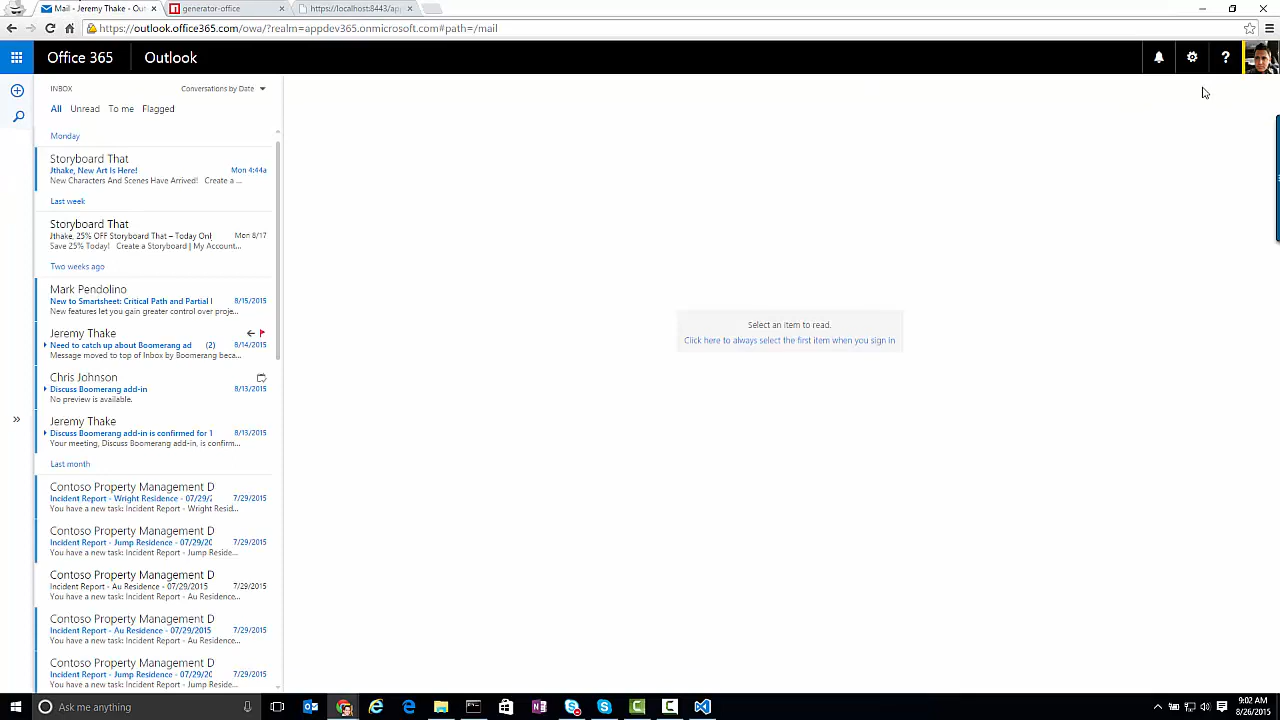 Mail - Jeremy Thake - Out
generator-office
https://localhost:8443/ap
https://outlook.office365.com/owa/?realm=appdev365.onmicrosoft.com#path=/mail
Office 365
Outlook
?
INBOX
Conversations by Date
All Unread To me Flagged
Monday
Storyboard That
Jthake, New Art Is Here! Mon 4:44a
New Characters And Scenes Have Arrived! Create a ...
Last week
Storyboard That
Jthake, 25% OFF Storyboard That – Today Onl Mon 8/17
Save 25% Today! Create a Storyboard | My Account...
Two weeks ago
Mark Pendolino
New to Smartsheet: Critical Path and Partial 8/15/2015
New features let you gain greater control over proje...
Jeremy Thake
Need to catch up about Boomerang ad (2) 8/14/2015
Message moved to top of Inbox by Boomerang beca...
Chris Johnson
Discuss Boomerang add-in 8/13/2015
No preview is available.
Jeremy Thake
Discuss Boomerang add-in is confirmed for 1 8/13/2015
Your meeting, Discuss Boomerang add-in, is confirm...
Last month
Contoso Property Management D
Incident Report - Wright Residence - 07/29/2 7/29/2015
You have a new task: Incident Report - Wright Resid...
Contoso Property Management D
Incident Report - Jump Residence - 07/29/20 7/29/2015
You have a new task: Incident Report - Jump Reside...
Contoso Property Management D
Incident Report - Au Residence - 07/29/2015 7/29/2015
You have a new task: Incident Report - Au Residence...
Contoso Property Management D
Incident Report - Au Residence - 07/29/2015 7/29/2015
You have a new task: Incident Report - Au Residence...
Contoso Property Management D
Incident Report - Jump Residence - 07/29/20 7/29/2015
You have a new task: Incident Report - Jump Reside...
Select an item to read.
Click here to always select the first item when you sign in
Ask me anything
9:02 AM
8/26/2015